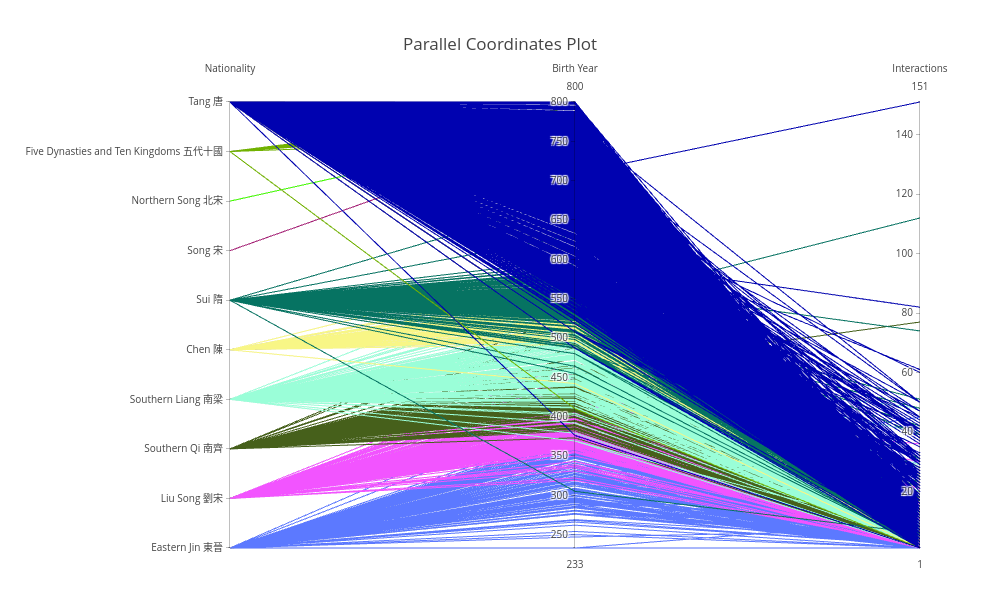 Parallel Coordinates Plot
Nationality
Birth Year
Interactions
800
151
Tang 唐
Five Dynasties and Ten Kingdoms 五代十國
Northern Song 北宋
Song 宋
Sui 隋
Chen 陳
Southern Liang 南梁
Southern Qi 南齊
Liu Song 劉宋
Eastern Jin 東晉
800
750
700
650
600
550
500
450
400
350
300
250
233
140
120
100
80
60
40
20
1